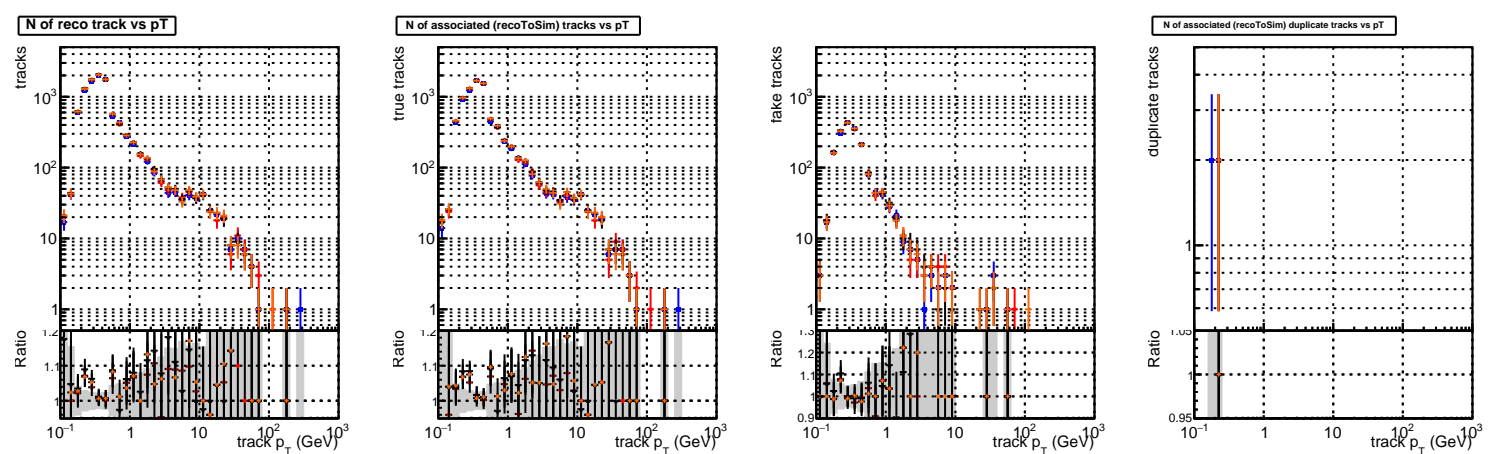 N of reco track vs pT
tracks
10³
10²
10
1
Ratio
1.2
1.1
1
10⁻¹ 1 10 10² 10³
track p_T (GeV)
N of associated (recoToSim) tracks vs pT
true tracks
10³
10²
10
1
Ratio
1.2
1.1
1
10⁻¹ 1 10 10² 10³
track p_T (GeV)
fake tracks
10³
10²
10
1
Ratio
1.3
1.2
1.1
1
0.9
10⁻¹ 1 10 10² 10³
track p_T (GeV)
N of associated (recoToSim) duplicate tracks vs pT
duplicate tracks
1
Ratio
1.05
1
0.95
10⁻¹ 1 10 10² 10³
track p_T (GeV)